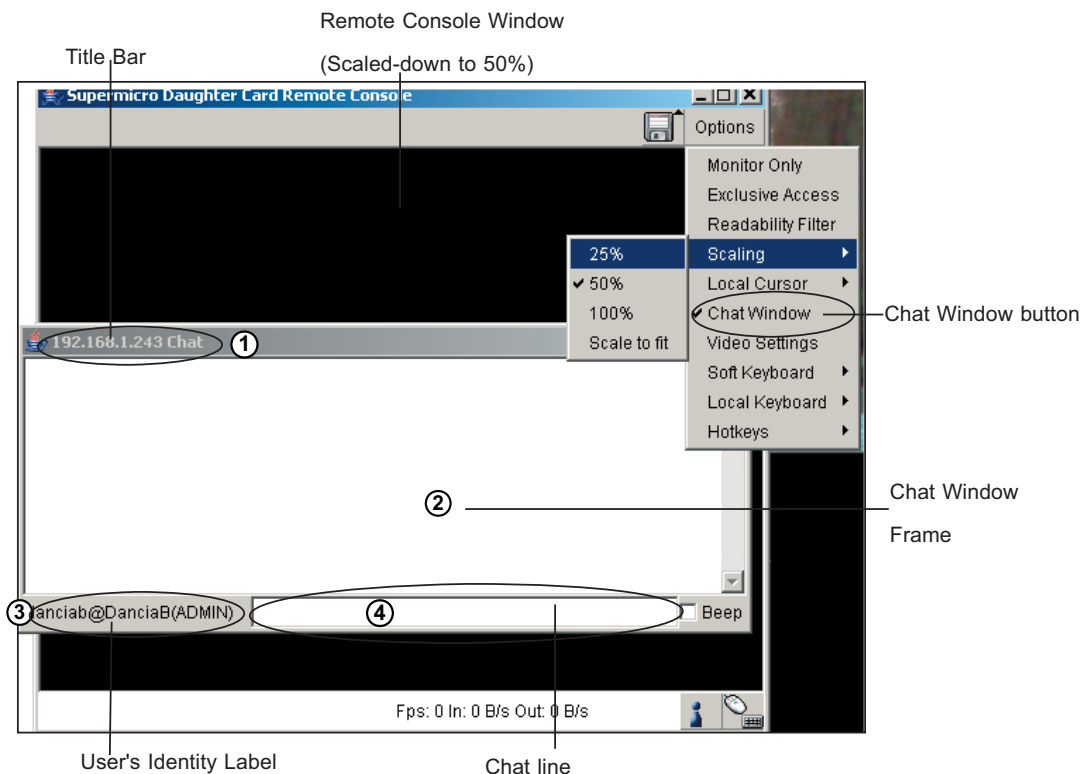 Remote Console Window
(Scaled-down to 50%)
Title Bar
Supermicro Daughter Card Remote Console
Options
Monitor Only
Exclusive Access
Readability Filter
Scaling
Local Cursor
Chat Window
Video Settings
Soft Keyboard
Local Keyboard
Hotkeys
25%
50%
100%
Scale to fit
Chat Window button
192.168.1.243 Chat
1
2
Chat Window
Frame
3
anciab@DanciaB(ADMIN)
4
Beep
Fps: 0 In: 0 B/s Out: 0 B/s
User's Identity Label
Chat line